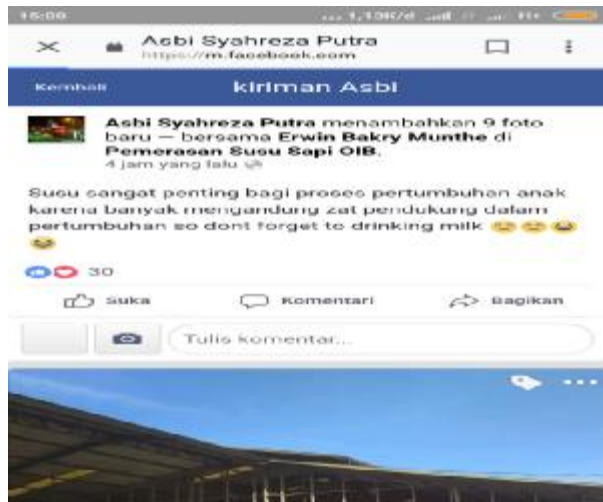 15:00
1,10K/d
Asbi Syahreza Putra
https://m.facebook.com
Kembali
kiriman Asbi
Asbi Syahreza Putra menambahkan 9 foto
baru — bersama Erwin Bakry Munthe di
Pemerasan Susu Sapi OIB.
4 jam yang lalu
Susu sangat penting bagi proses pertumbuhan anak
karena banyak mengandung zat pendukung dalam
pertumbuhan so dont forget to drinking milk
30
Suka
Komentari
Bagikan
Tulis komentar...